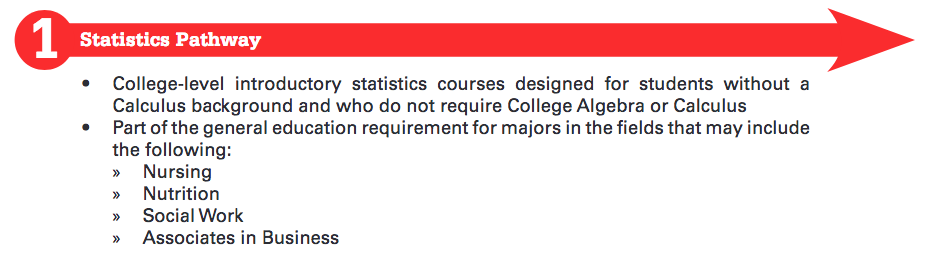 1 Statistics Pathway
• College-level introductory statistics courses designed for students without a
Calculus background and who do not require College Algebra or Calculus
• Part of the general education requirement for majors in the fields that may include
the following:
» Nursing
» Nutrition
» Social Work
» Associates in Business